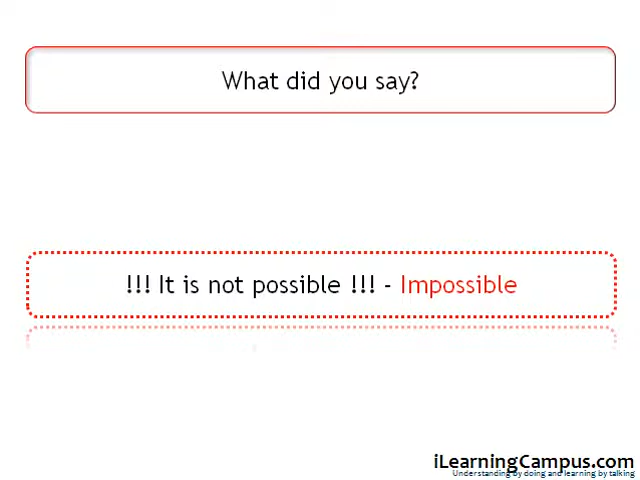 What did you say?
!!! It is not possible !!! - Impossible
iLearningCampus.com
Understanding by doing and learning by talking